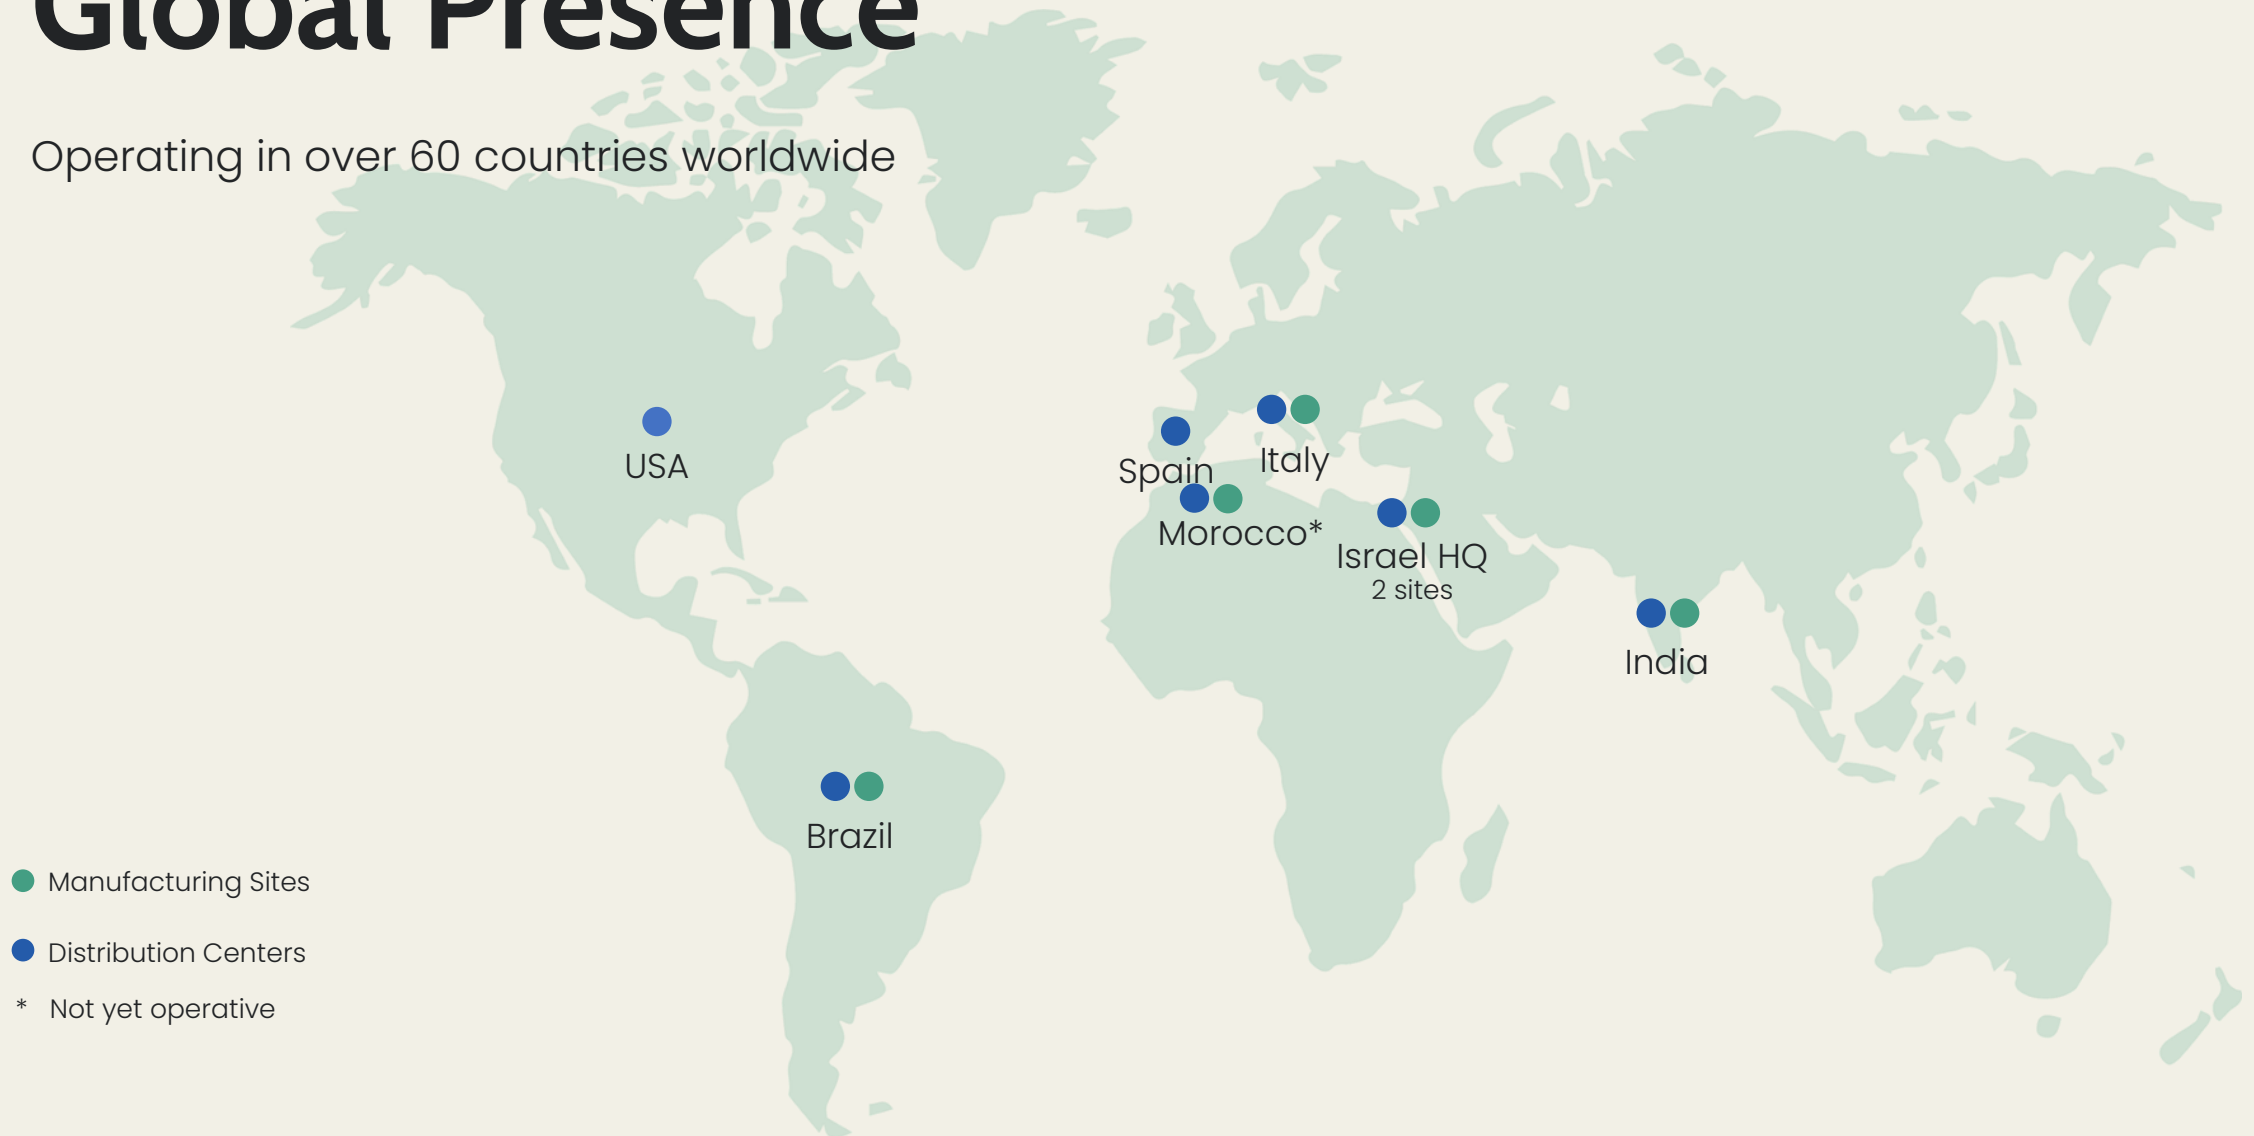 Global Presence
Operating in over 60 countries worldwide
USA
Spain
Italy
Morocco*
Israel HQ
2 sites
India
Brazil
Manufacturing Sites
Distribution Centers
* Not yet operative